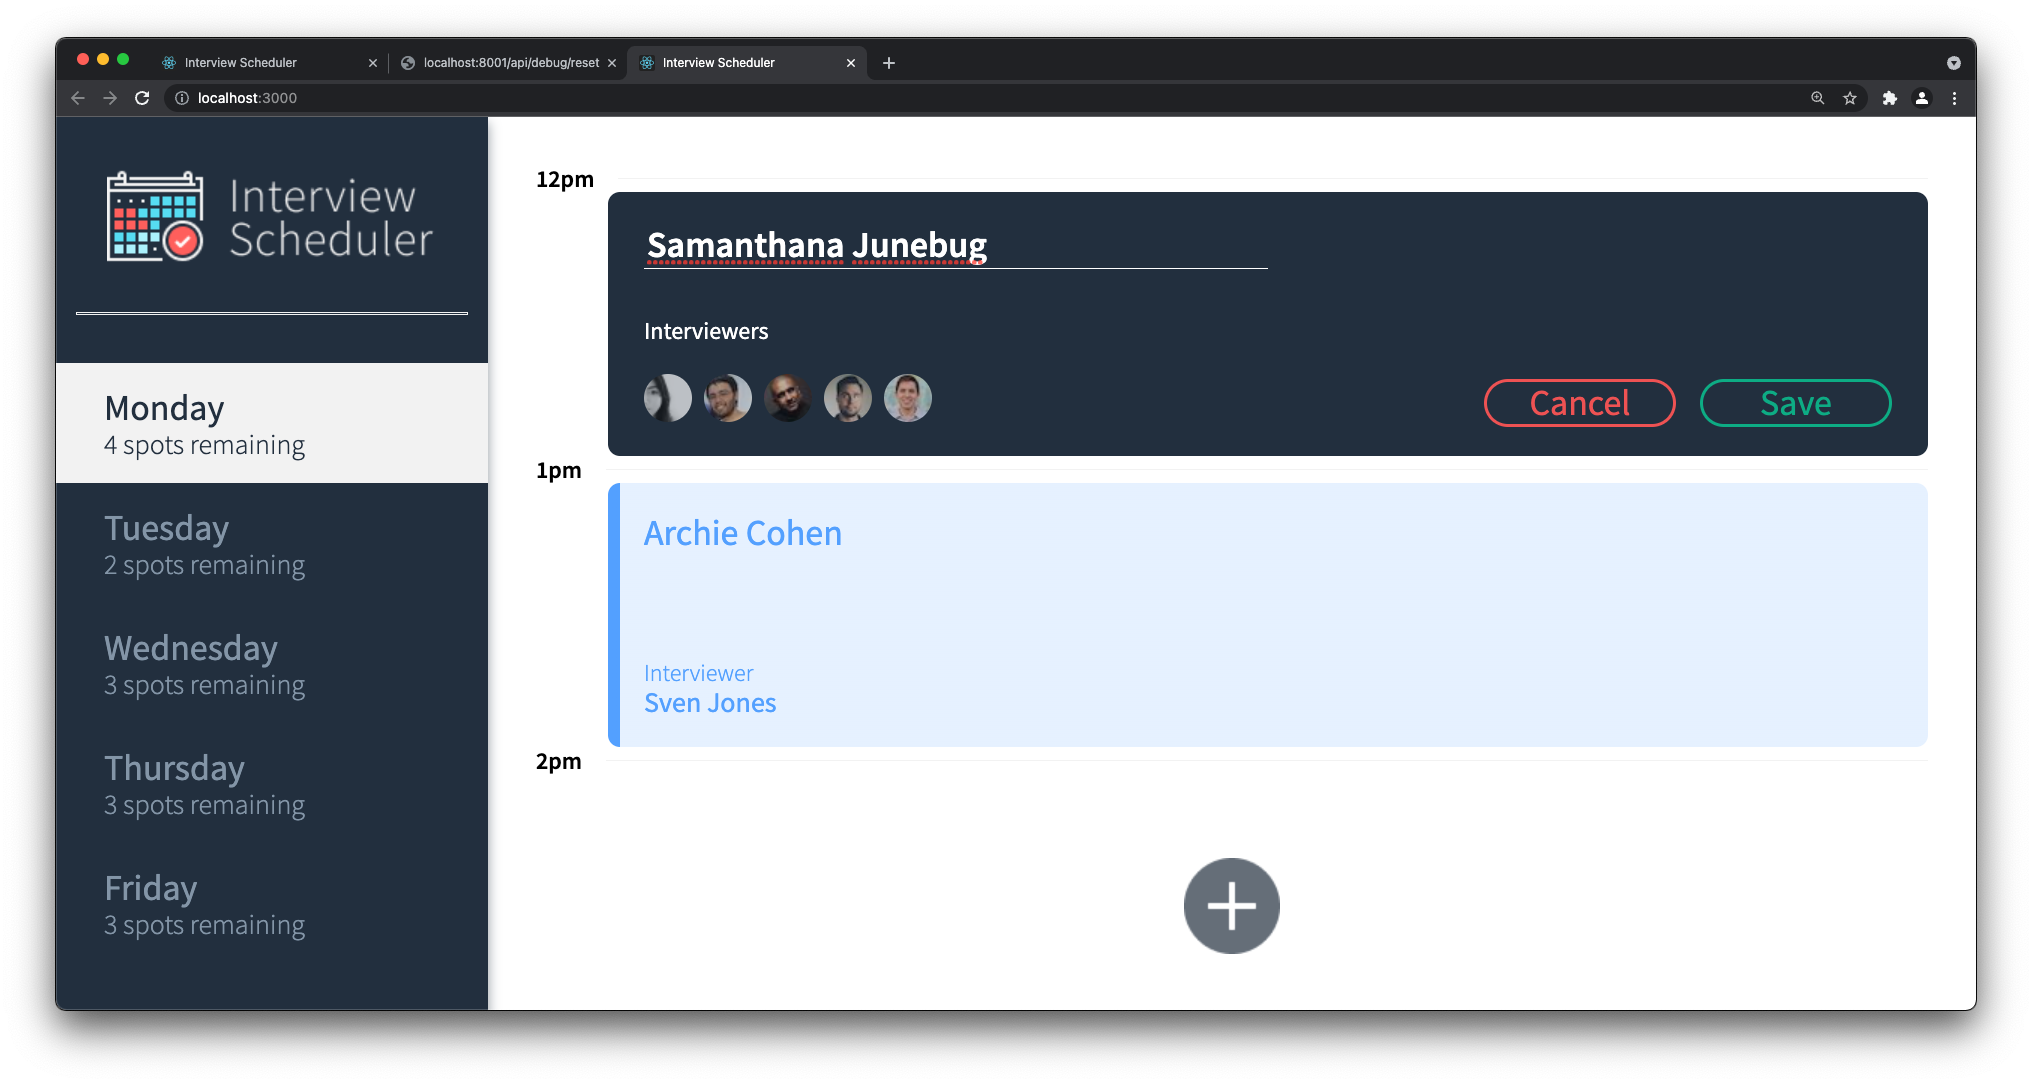 Interview Scheduler
localhost:8001/api/debug/reset
Interview Scheduler
localhost:3000
Interview
Scheduler
Monday
4 spots remaining
Tuesday
2 spots remaining
Wednesday
3 spots remaining
Thursday
3 spots remaining
Friday
3 spots remaining
12pm
Samanthana Junebug
Interviewers
Cancel
Save
1pm
Archie Cohen
Interviewer
Sven Jones
2pm